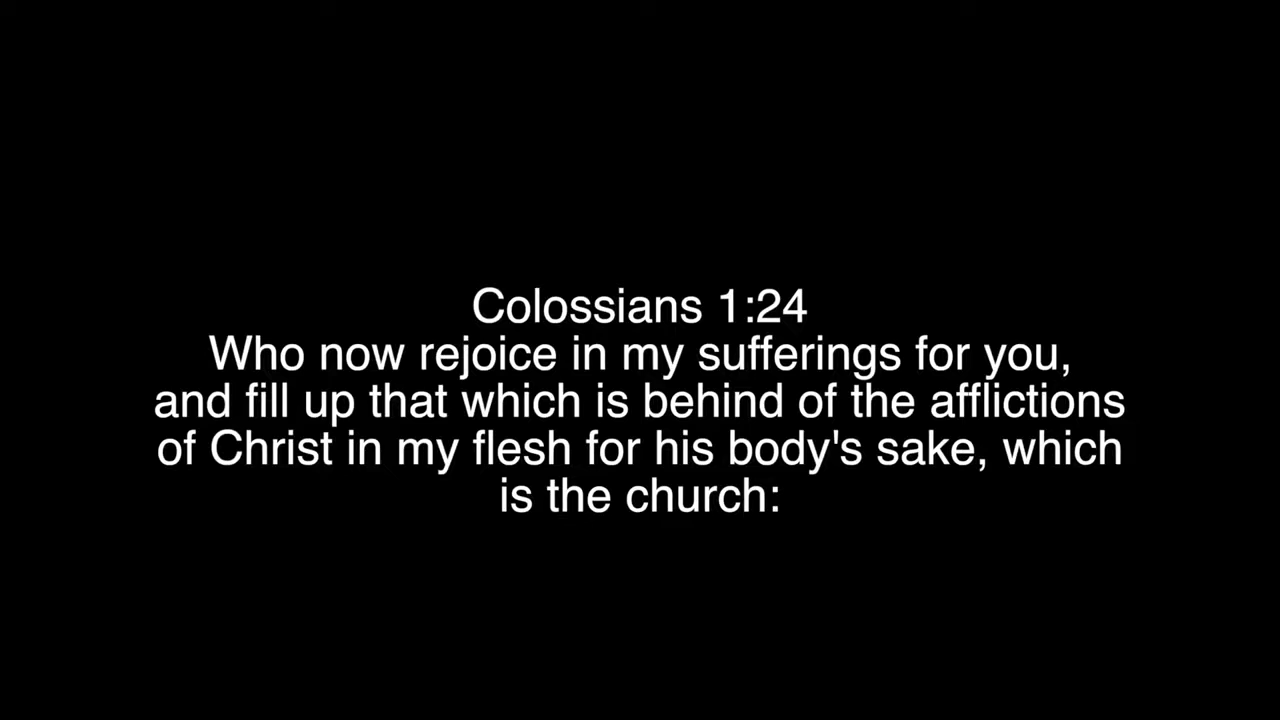 Colossians 1:24
Who now rejoice in my sufferings for you,
and fill up that which is behind of the afflictions
of Christ in my flesh for his body's sake, which
is the church: